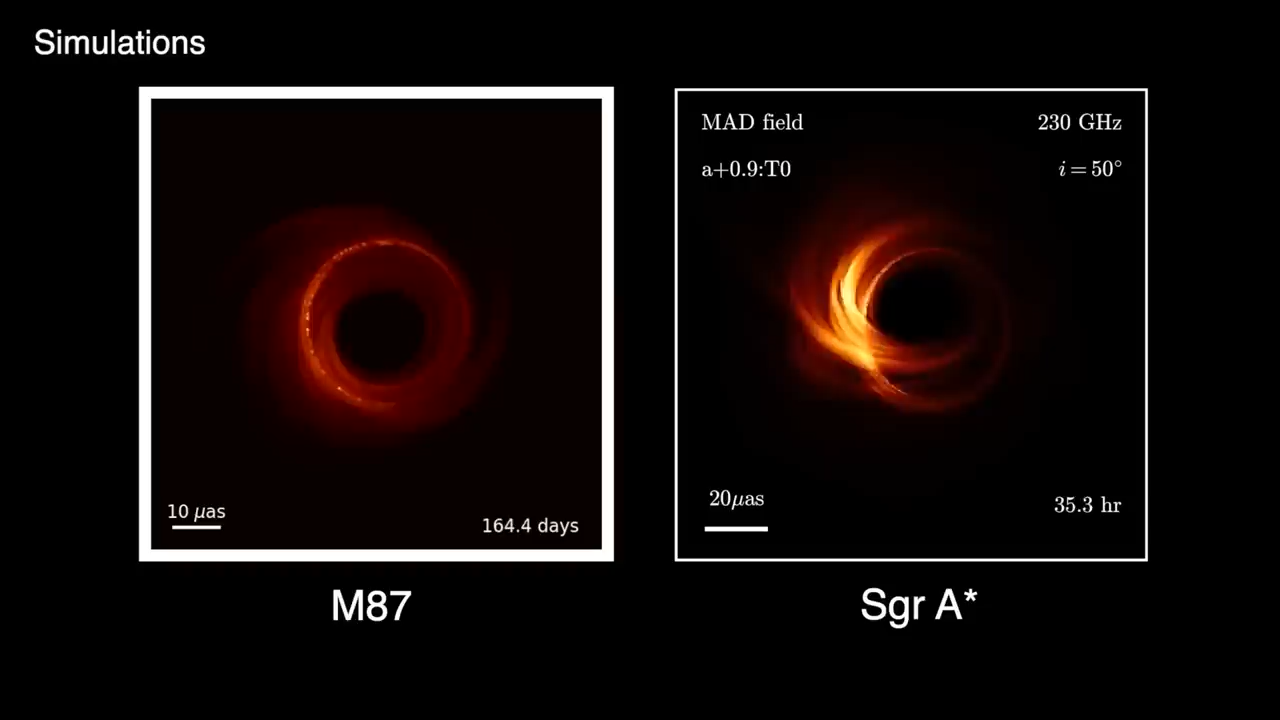 Simulations
10 μas
164.4 days
M87
MAD field
230 GHz
a+0.9:T0
i = 50°
20μas
35.3 hr
Sgr A*